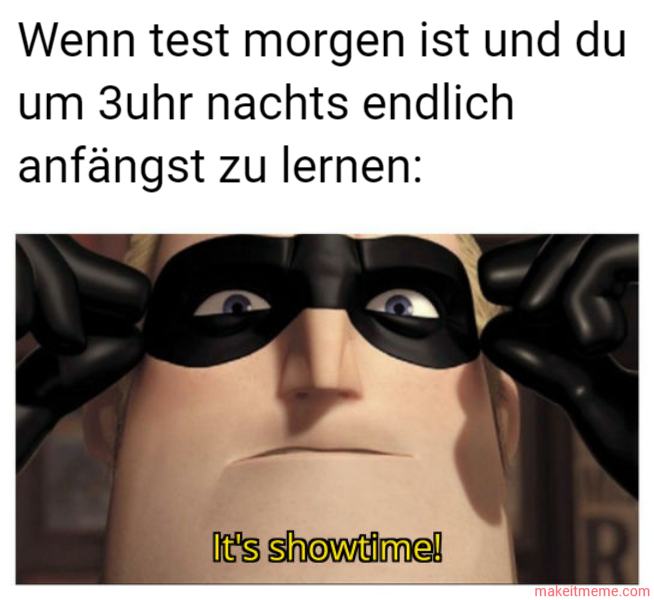 Wenn test morgen ist und du
um 3uhr nachts endlich
anfängst zu lernen:
It's showtime!
R
makeitmeme.com